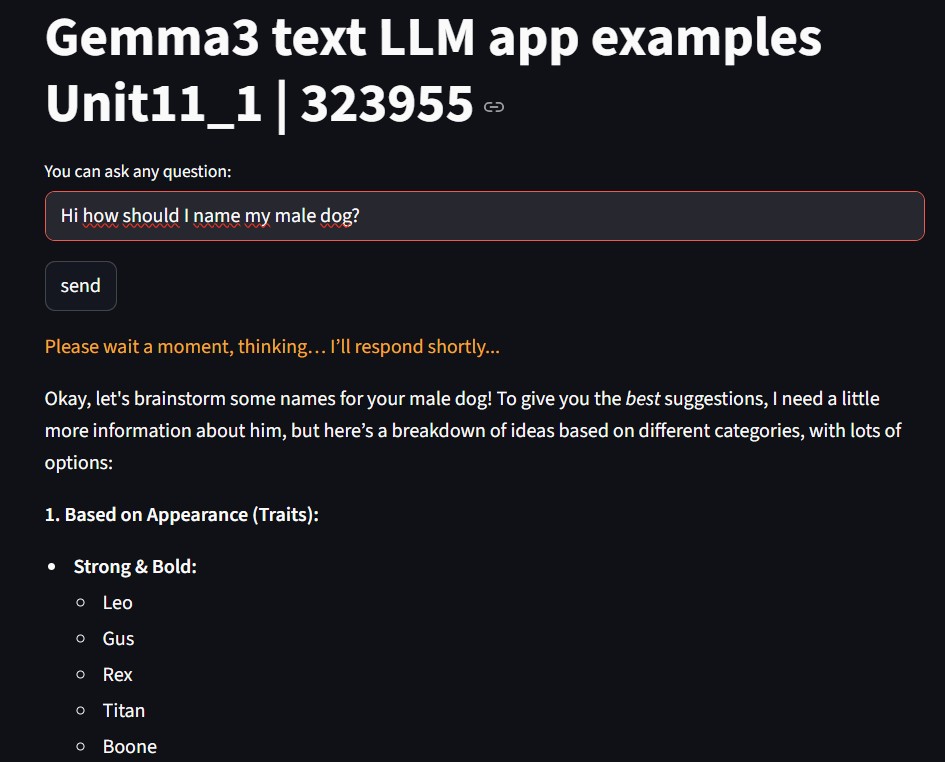 Gemma3 text LLM app examples
Unit11_1 | 323955
You can ask any question:
Hi how should I name my male dog?
send
Please wait a moment, thinking… I’ll respond shortly...
Okay, let's brainstorm some names for your male dog! To give you the best suggestions, I need a little
more information about him, but here’s a breakdown of ideas based on different categories, with lots of
options:
1. Based on Appearance (Traits):
• Strong & Bold:
○ Leo
○ Gus
○ Rex
○ Titan
○ Boone